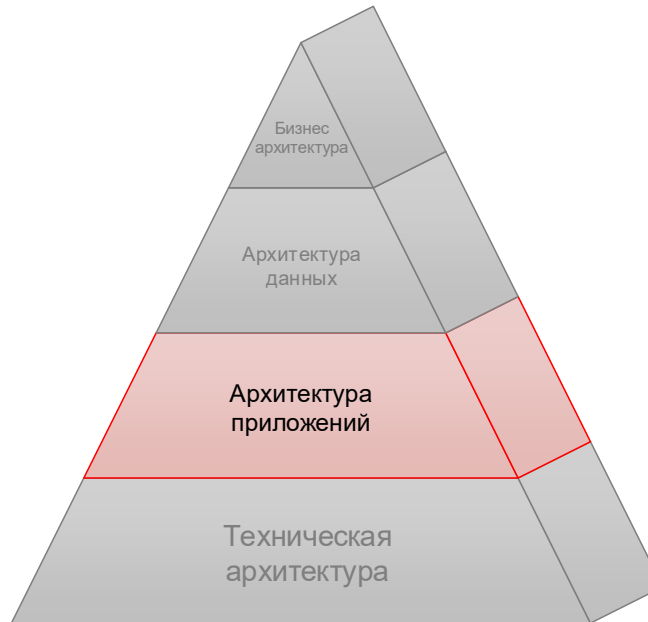 Бизнес
архитектура
Архитектура
данных
Архитектура
приложений
Техническая
архитектура